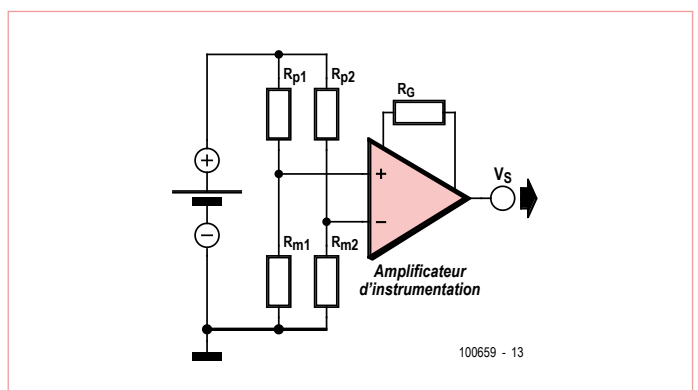 Rp1 Rp2
RG
+
+
−
VS
−
Rm1 Rm2
Amplificateur
d'instrumentation
100659 - 13